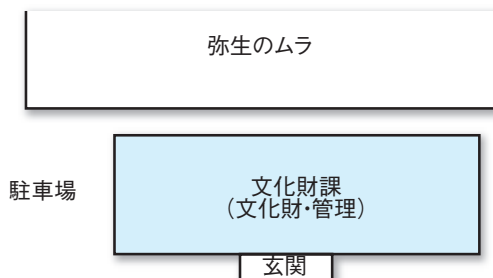 弥生のムラ
駐車場
文化財課
（文化財・管理）
玄関